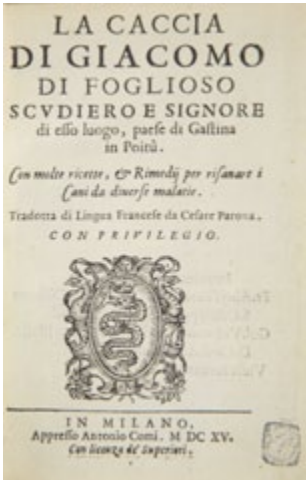 LA CACCIA
DI GIACOMO
DI FOGLIOSO
SCVDIERO E SIGNORE
di esso luogo, paese di Gastina
in Poitù.
Con molte ricette, & Rimedij per risanare i
Cani da diuerse malatie.
Tradotta di Lingua Francese da Cesare Parona.
CON PRIVILEGIO.
IN MILANO,
Appresso Antonio Comi. M DC XV.
Con licenza de' Superiori.